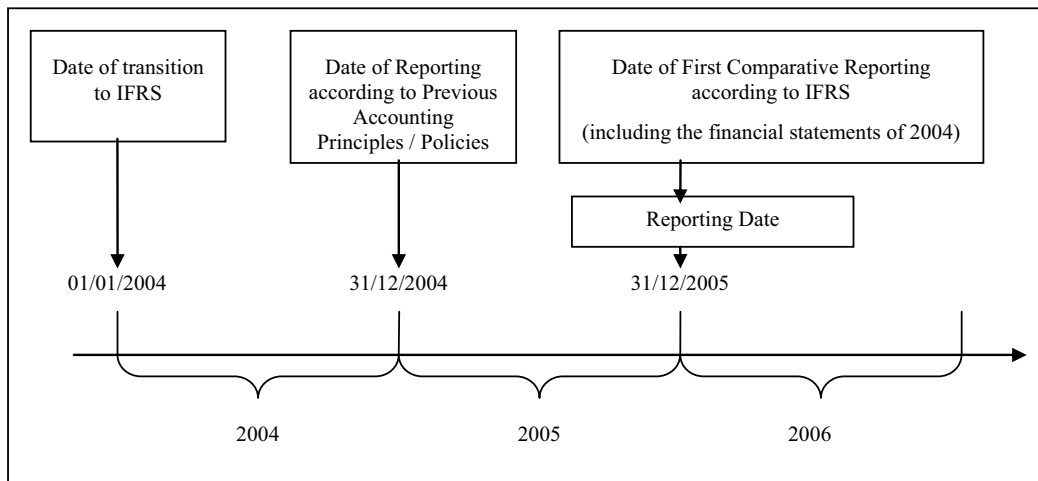 Date of transition
to IFRS
Date of Reporting
according to Previous
Accounting
Principles / Policies
Date of First Comparative Reporting
according to IFRS
(including the financial statements of 2004)
Reporting Date
01/01/2004
31/12/2004
31/12/2005
2004
2005
2006